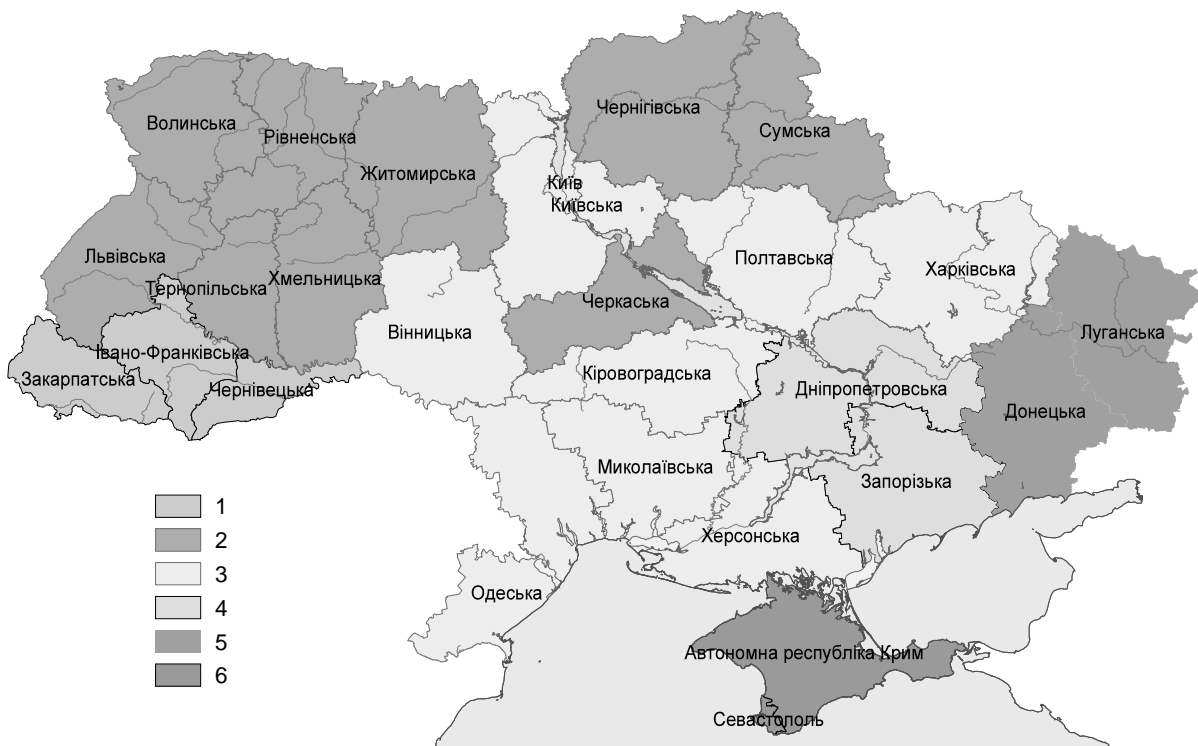 Чернігівська
Волинська
Рівненська
Сумська
Житомирська
Київ
Київська
Львівська
Полтавська
Харківська
Тернопільська
Хмельницька
Черкаська
Вінницька
Луганська
Івано-Франківська
Закарпатська
Чернівецька
Кіровоградська
Дніпропетровська
Донецька
Миколаївська
Запорізька
Херсонська
Одеська
Автономна республіка Крим
Севастополь
1
2
3
4
5
6